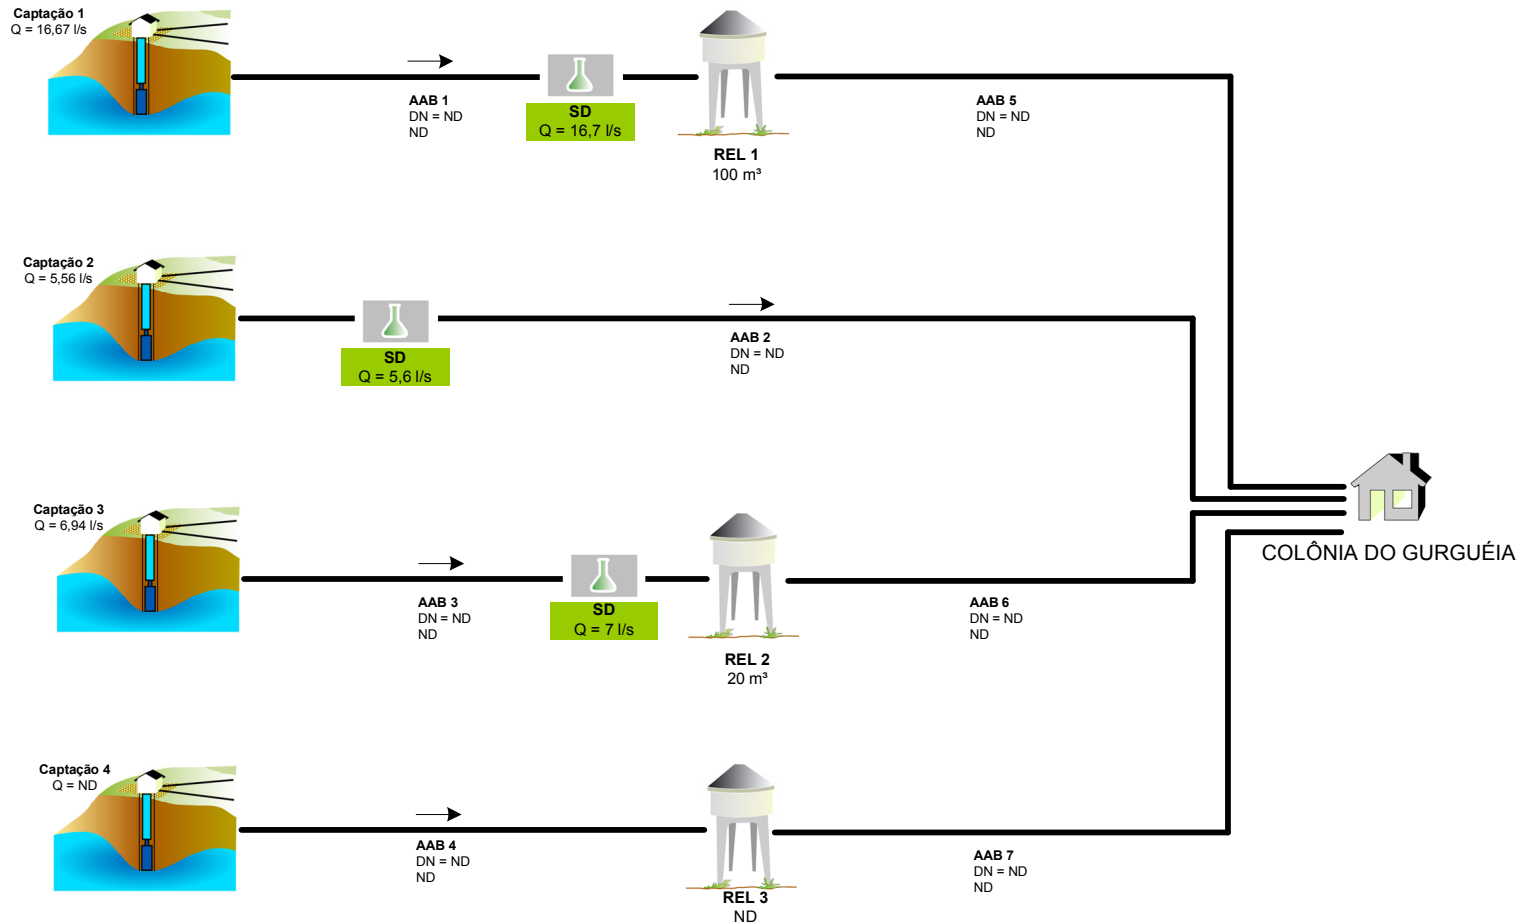 Captação 1
Q = 16,67 l/s
AAB 1
DN = ND
ND
SD
Q = 16,7 l/s
REL 1
100 m³
AAB 5
DN = ND
ND
Captação 2
Q = 5,56 l/s
SD
Q = 5,6 l/s
AAB 2
DN = ND
ND
Captação 3
Q = 6,94 l/s
AAB 3
DN = ND
ND
SD
Q = 7 l/s
REL 2
20 m³
AAB 6
DN = ND
ND
COLÔNIA DO GURGUÉIA
Captação 4
Q = ND
AAB 4
DN = ND
ND
REL 3
ND
AAB 7
DN = ND
ND